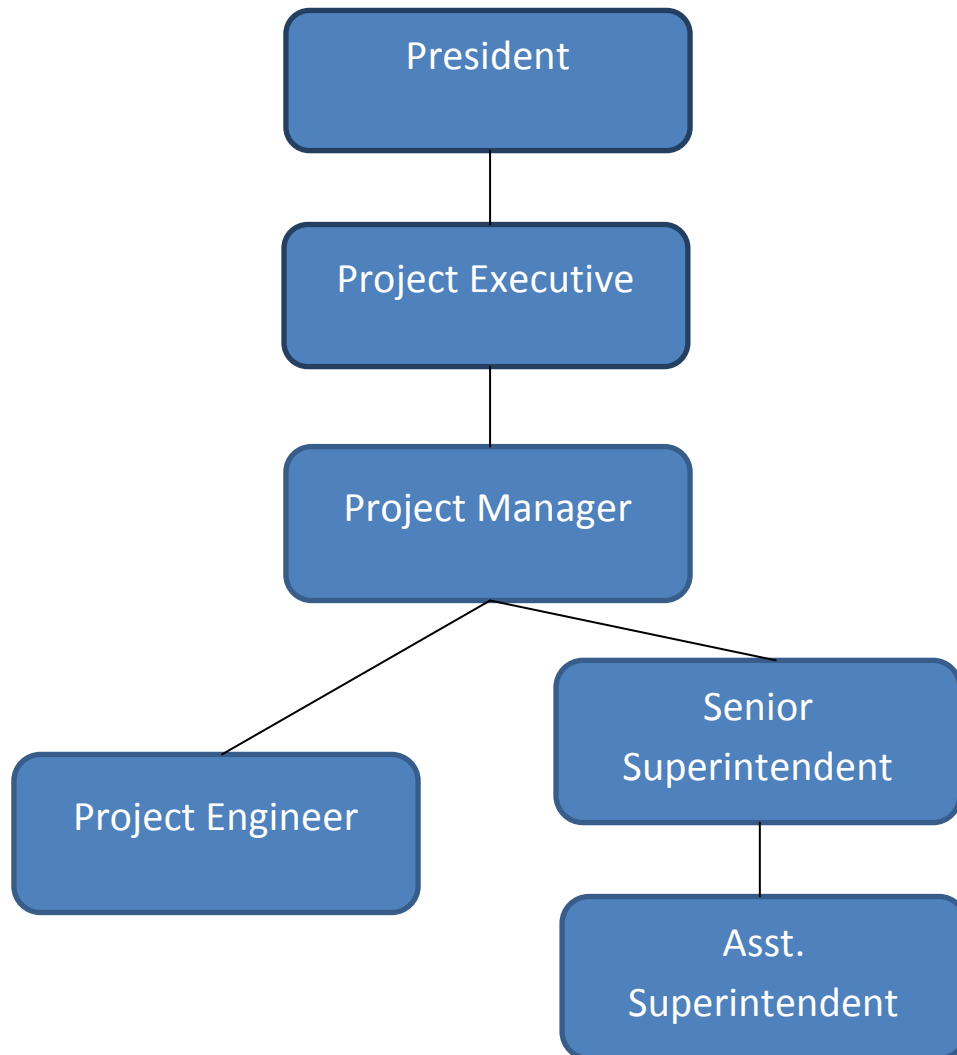 President
Project Executive
Project Manager
Senior
Superintendent
Project Engineer
Asst.
Superintendent